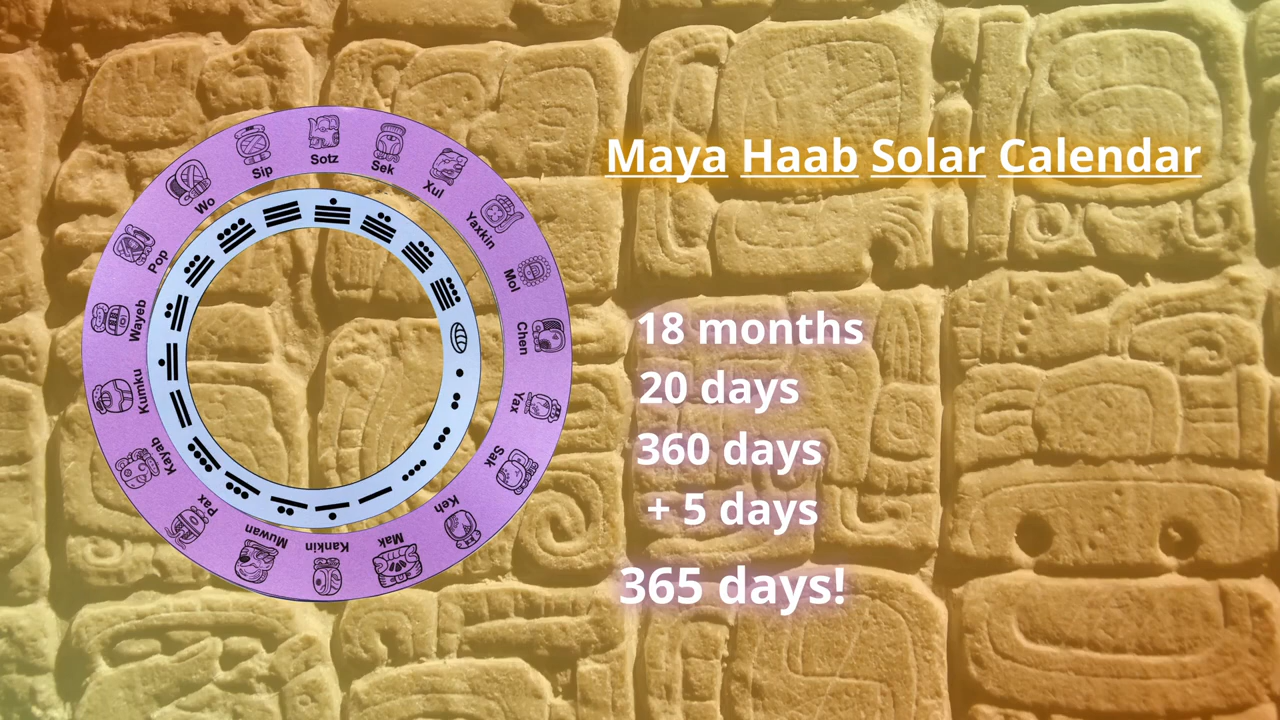 Maya Haab Solar Calendar
18 months
20 days
360 days
+ 5 days
365 days!
Pop
Wo
Sip
Sotz
Sek
Xul
Yaxkin
Mol
Chen
Yax
Sak
Keh
Mak
Kankin
Muwan
Pax
Kayab
Kumku
Wayeb